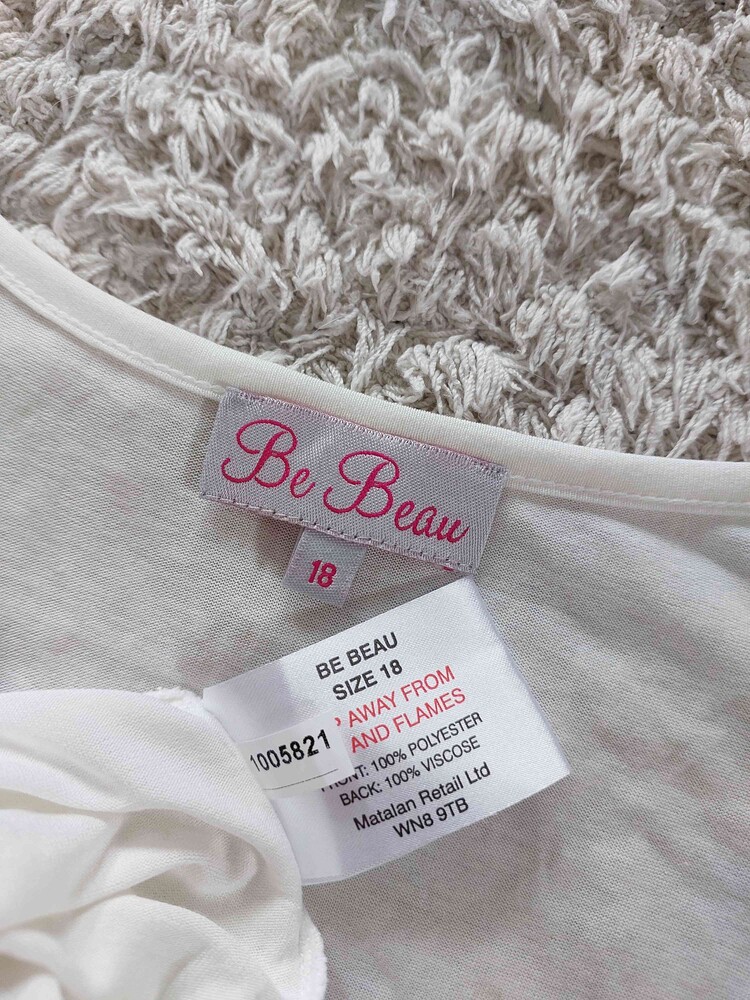 Be Beau
18
BE BEAU
SIZE 18
AWAY FROM
AND FLAMES
1005821
FRONT: 100% POLYESTER
BACK: 100% VISCOSE
Matalan Retail Ltd
WN8 9TB